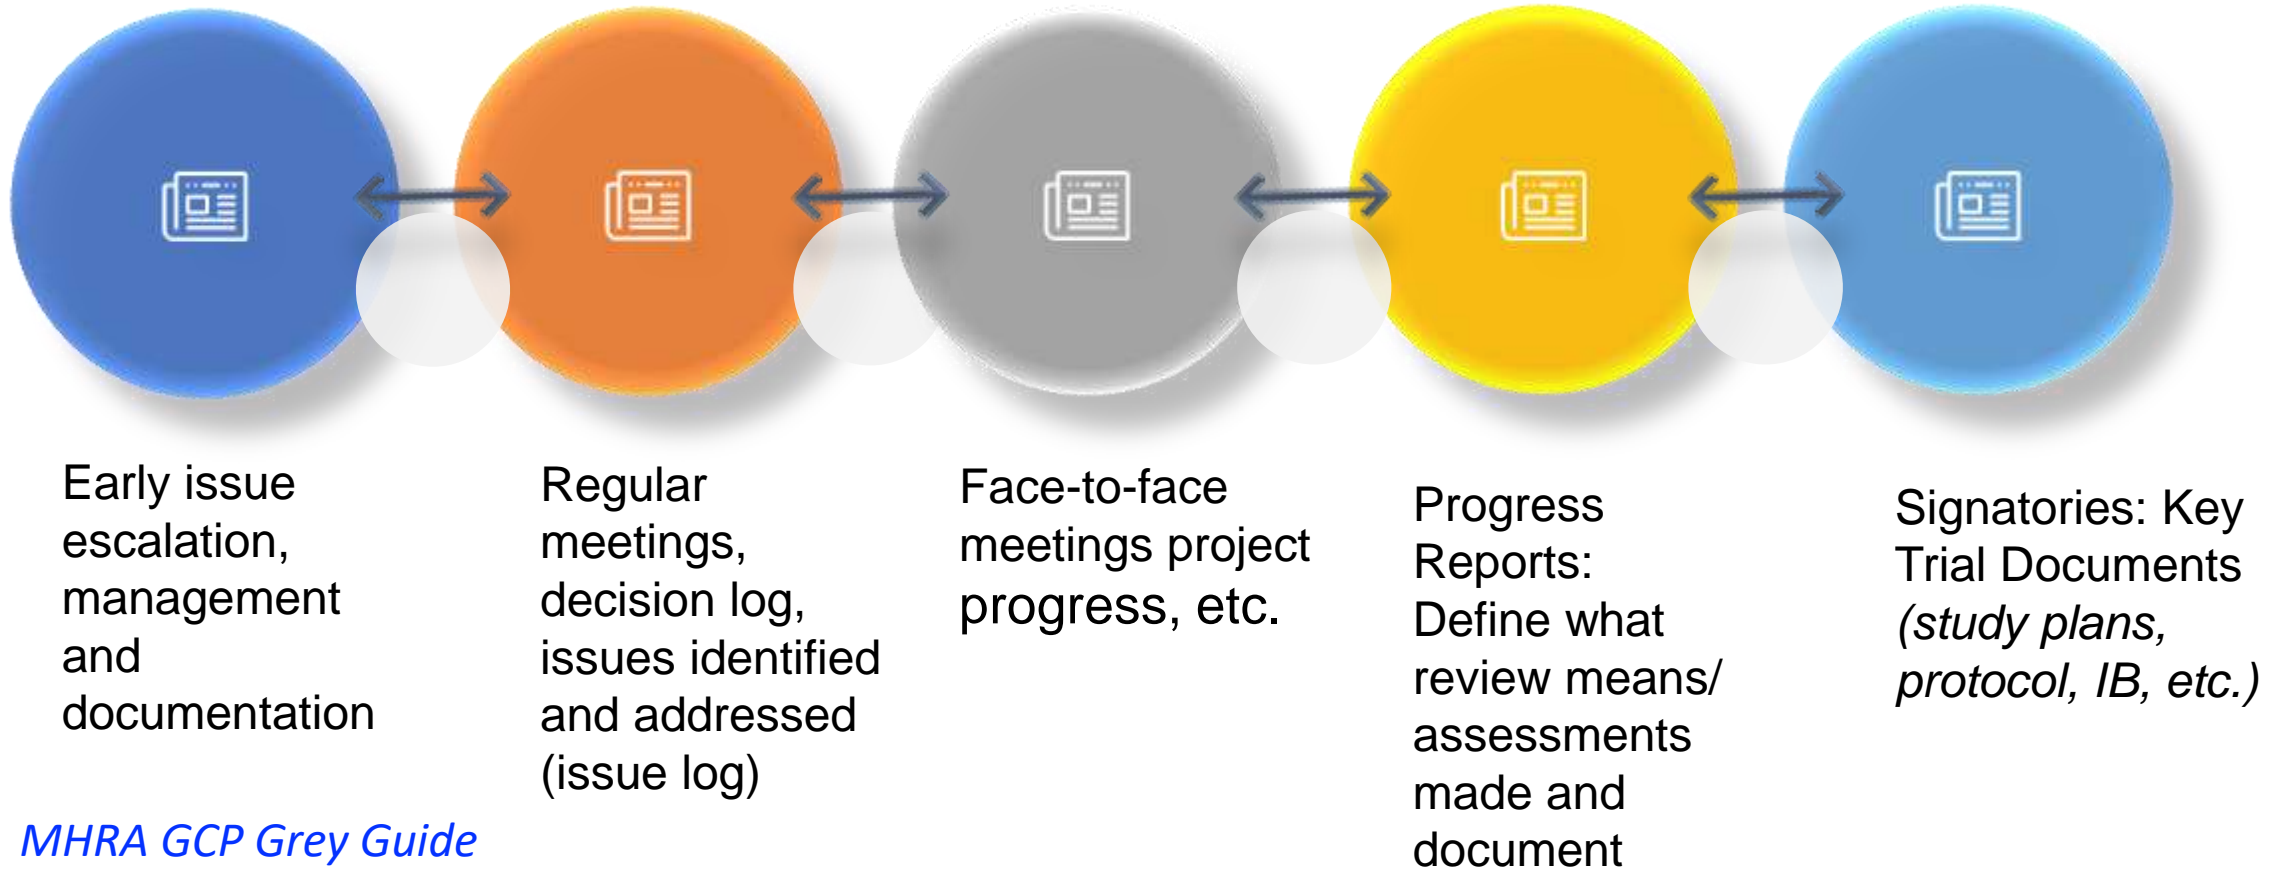 Early issue
escalation,
management
and
documentation
Regular
meetings,
decision log,
issues identified
and addressed
(issue log)
Face-to-face
meetings project
progress, etc.
Progress
Reports:
Define what
review means/
assessments
made and
document
Signatories: Key
Trial Documents
(study plans,
protocol, IB, etc.)
MHRA GCP Grey Guide